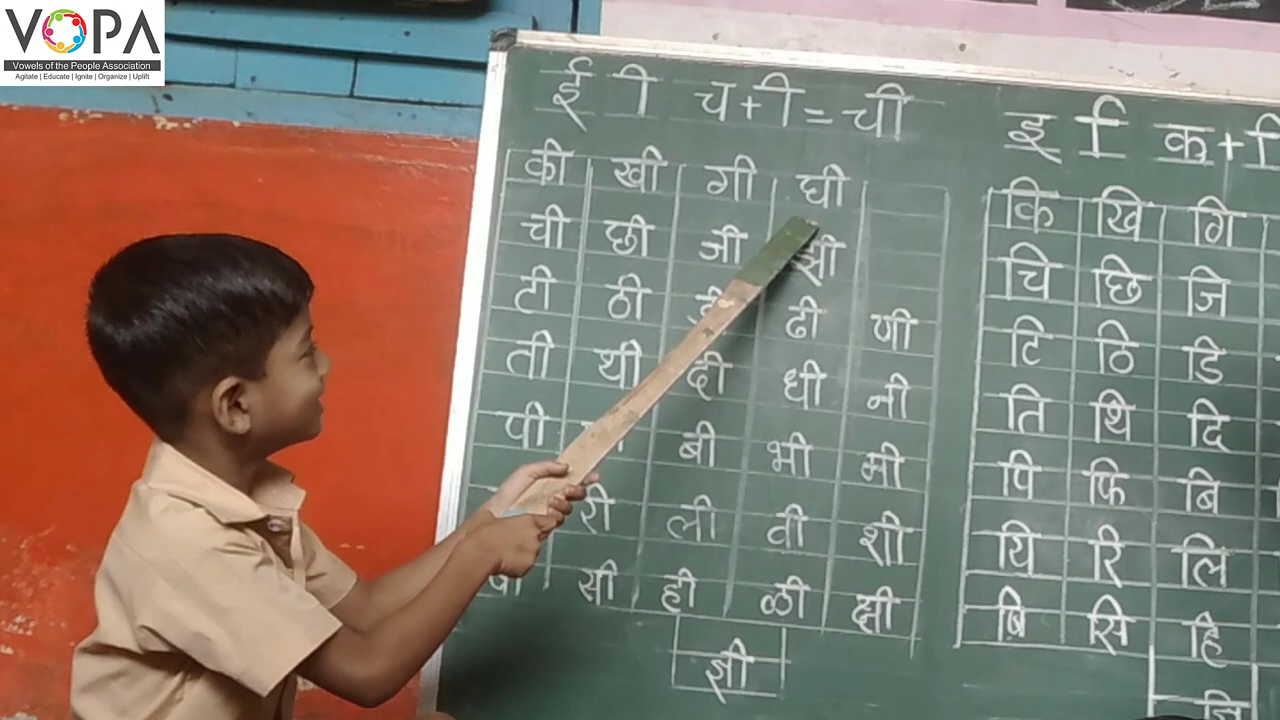 VOPA
Vowels of the People Association
Agitate | Educate | Ignite | Organize | Uplift
ई ी च+ी=ची
की खी गी घी
ची छी जी झी
टी ठी ढी णी
ती थी दी धी नी
पी बी भी मी
री ली वी शी
सी ही ळी क्षी
ज्ञी
इ ि क+ि
कि खि गि
चि छि जि
टि ठि डि
ति थि दि
पि फि बि
यि रि लि
षि सि हि